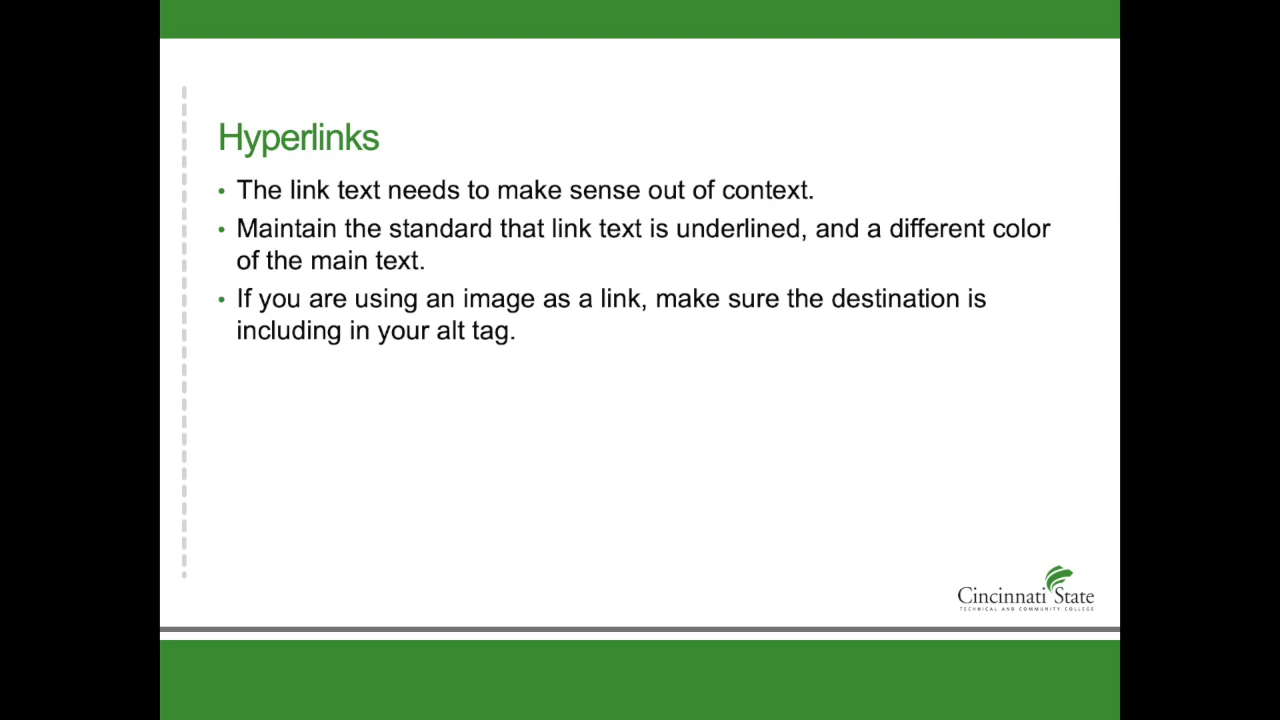 Hyperlinks
• The link text needs to make sense out of context.
• Maintain the standard that link text is underlined, and a different color
of the main text.
• If you are using an image as a link, make sure the destination is
including in your alt tag.
Cincinnati State
TECHNICAL AND COMMUNITY COLLEGE